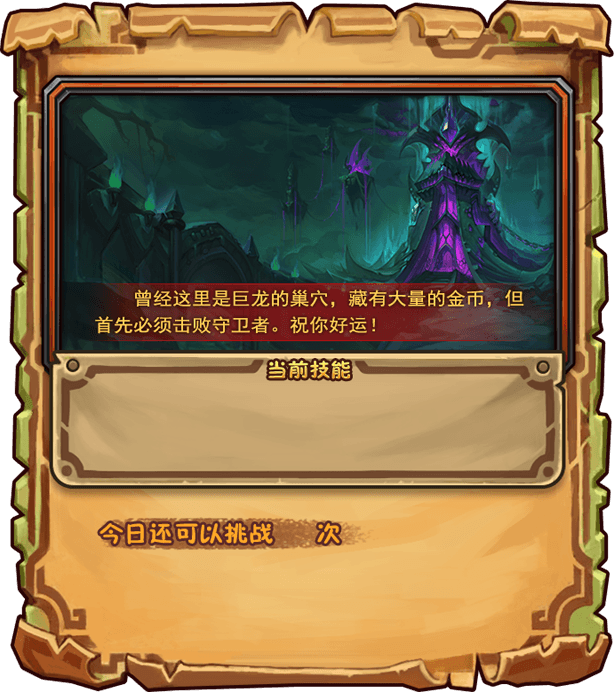 曾经这里是巨龙的巢穴，藏有大量的金币，但
首先必须击败守卫者。祝你好运！
当前技能
今日还可以挑战 次